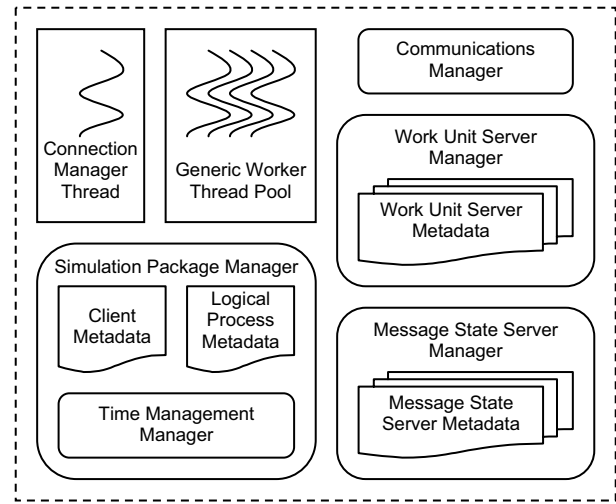 Connection
Manager
Thread
Generic Worker
Thread Pool
Communications
Manager
Work Unit Server
Manager
Work Unit Server
Metadata
Simulation Package Manager
Client
Metadata
Logical
Process
Metadata
Time Management
Manager
Message State Server
Manager
Message State
Server Metadata